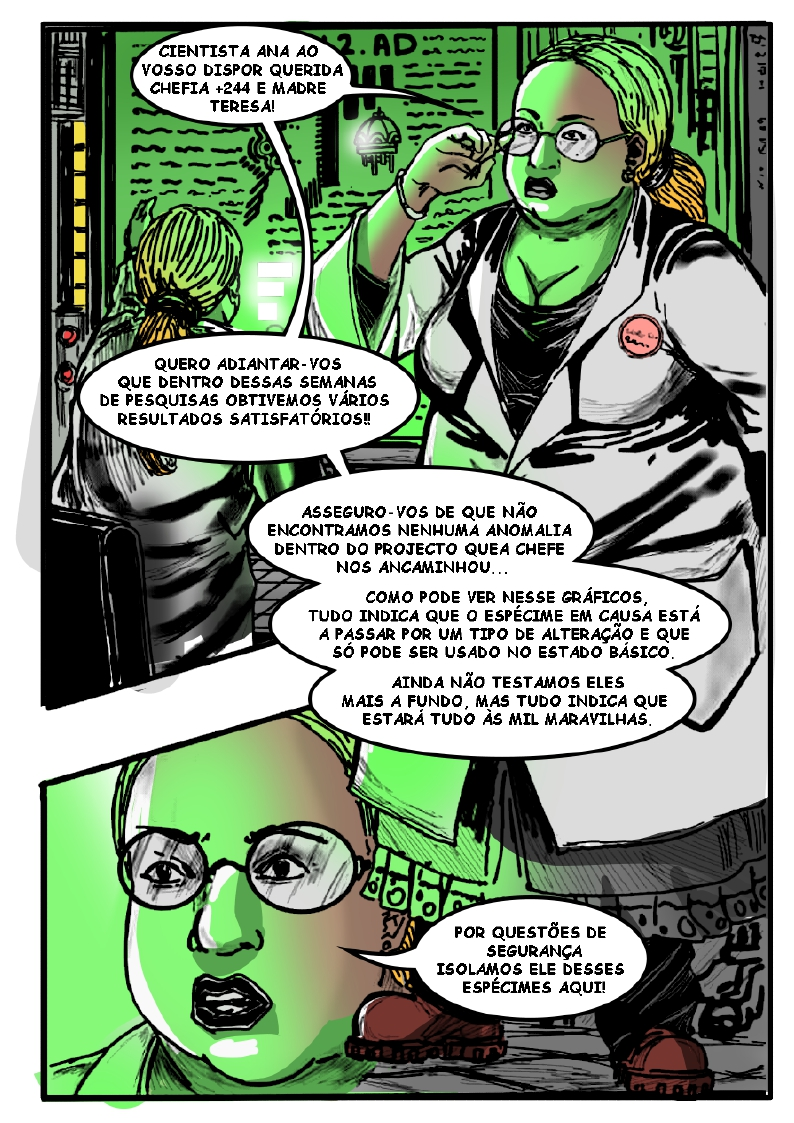 CIENTISTA ANA AO
VOSSO DISPOR QUERIDA
CHEFIA +244 E MADRE
TERESA!
2.AD
QUERO ADIANTAR-VOS
QUE DENTRO DESSAS SEMANAS
DE PESQUISAS OBTIVEMOS VÁRIOS
RESULTADOS SATISFATÓRIOS!!
ASSEGURO-VOS DE QUE NÃO
ENCONTRAMOS NENHUMA ANOMALIA
DENTRO DO PROJECTO QUEA CHEFE
NOS ANCAMINHOU...
COMO PODE VER NESSE GRÁFICOS,
TUDO INDICA QUE O ESPÉCIME EM CAUSA ESTÁ
A PASSAR POR UM TIPO DE ALTERAÇÃO E QUE
SÓ PODE SER USADO NO ESTADO BÁSICO.
AINDA NÃO TESTAMOS ELES
MAIS A FUNDO, MAS TUDO INDICA QUE
ESTARÁ TUDO ÀS MIL MARAVILHAS.
POR QUESTÕES DE
SEGURANÇA
ISOLAMOS ELE DESSES
ESPÉCIMES AQUI!